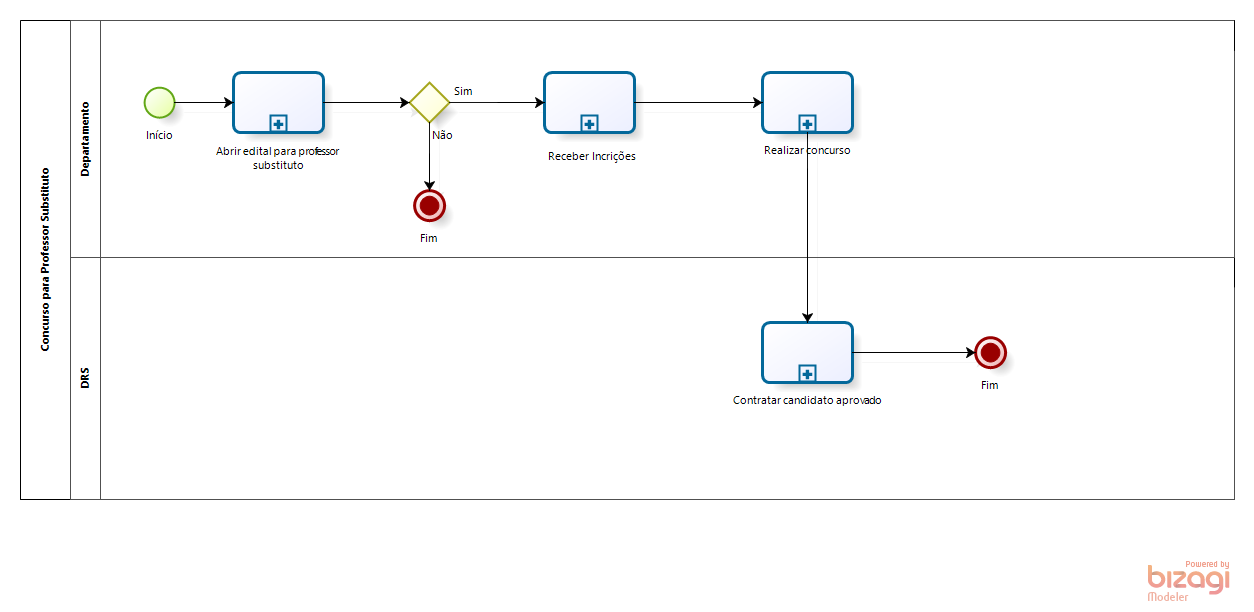 Concurso para Professor Substituto
Departamento
Início
Abrir edital para professor
substituto
Sim
Não
Fim
Receber Incrições
Realizar concurso
DRS
Contratar candidato aprovado
Fim
Powered by
bizagi
Modeler